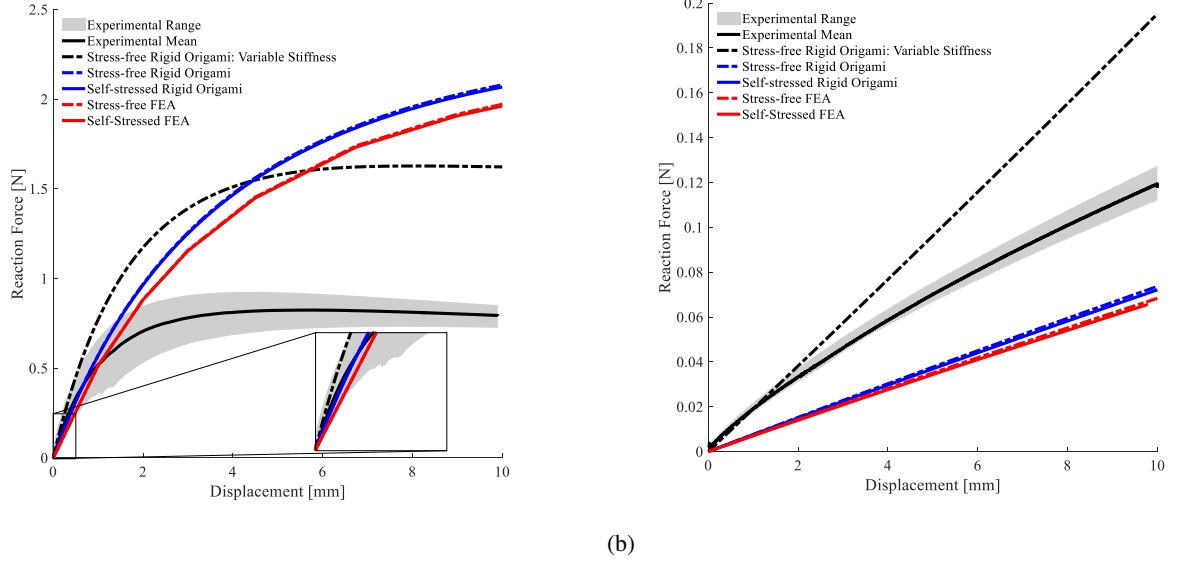 2.5
2
1.5
1
0.5
0
Reaction Force [N]
Experimental Range
Experimental Mean
Stress-free Rigid Origami: Variable Stiffness
Stress-free Rigid Origami
Self-stressed Rigid Origami
Stress-free FEA
Self-Stressed FEA
0 2 4 6 8 10
Displacement [mm]
0.2
0.18
0.16
0.14
0.12
0.1
0.08
0.06
0.04
0.02
0
Reaction Force [N]
Experimental Range
Experimental Mean
Stress-free Rigid Origami: Variable Stiffness
Stress-free Rigid Origami
Self-stressed Rigid Origami
Stress-free FEA
Self-Stressed FEA
0 2 4 6 8 10
Displacement [mm]
(b)